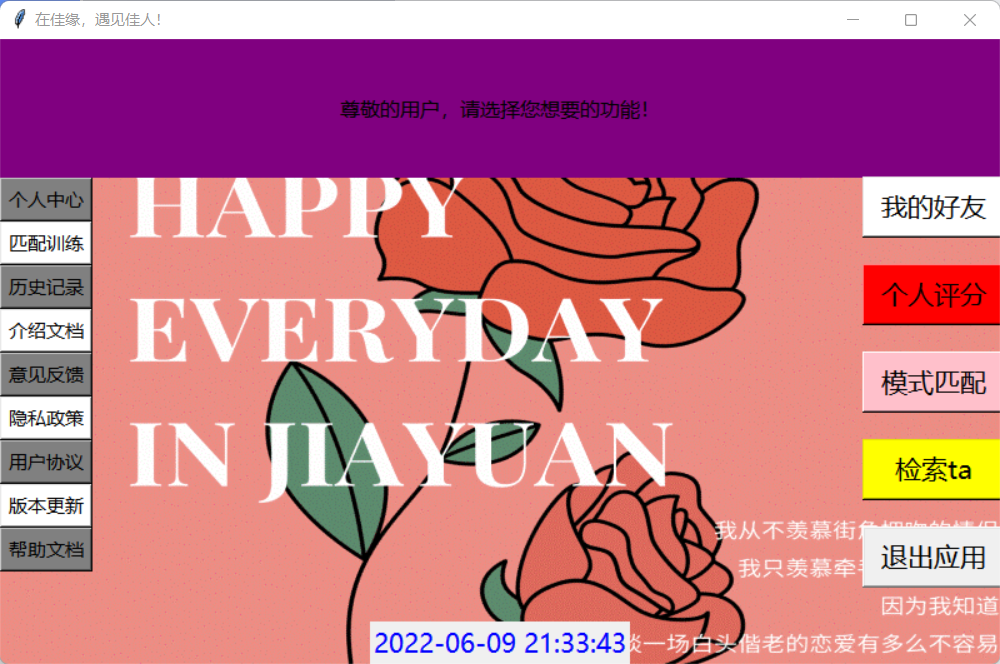 在佳缘，遇见佳人！
尊敬的用户，请选择您想要的功能！
个人中心
匹配训练
历史记录
介绍文档
意见反馈
隐私政策
用户协议
版本更新
帮助文档
HAPPY
EVERYDAY
IN JIAYUAN
我的好友
个人评分
模式匹配
检索ta
我从不羡慕街角拥吻的情侣
退出应用
我只羡慕牵手
因为我知道
谈一场白头偕老的恋爱有多么不容易
2022-06-09 21:33:43